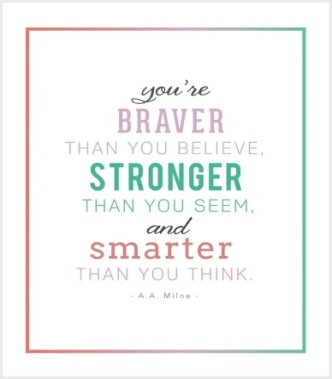 you're
BRAVER
THAN YOU BELIEVE,
STRONGER
THAN YOU SEEM,
and
smarter
THAN YOU THINK.
- A.A. Milne -